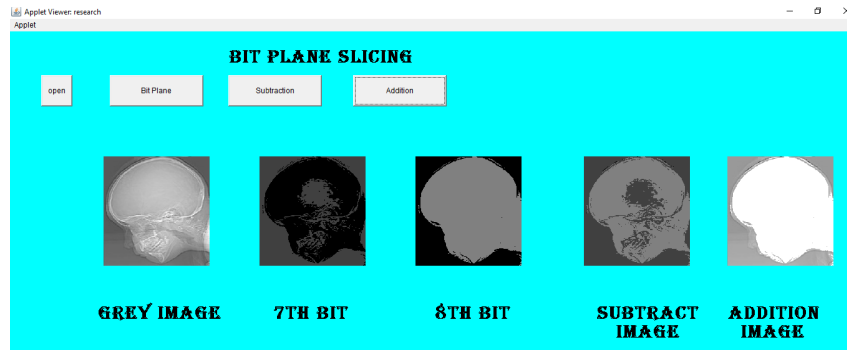 Applet Viewer: research
Applet
BIT PLANE SLICING
open
Bit Plane
Subtraction
Addition
GREY IMAGE
7TH BIT
8TH BIT
SUBTRACT
IMAGE
ADDITION
IMAGE